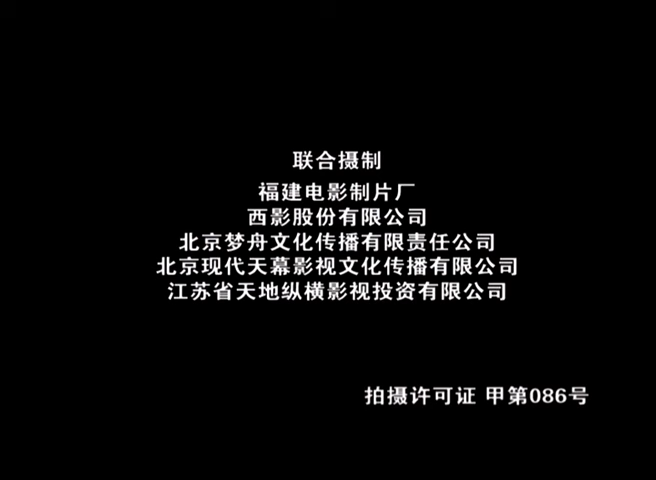 联合摄制
福建电影制片厂
西影股份有限公司
北京梦舟文化传播有限责任公司
北京现代天幕影视文化传播有限公司
江苏省天地纵横影视投资有限公司
拍摄许可证 甲第086号